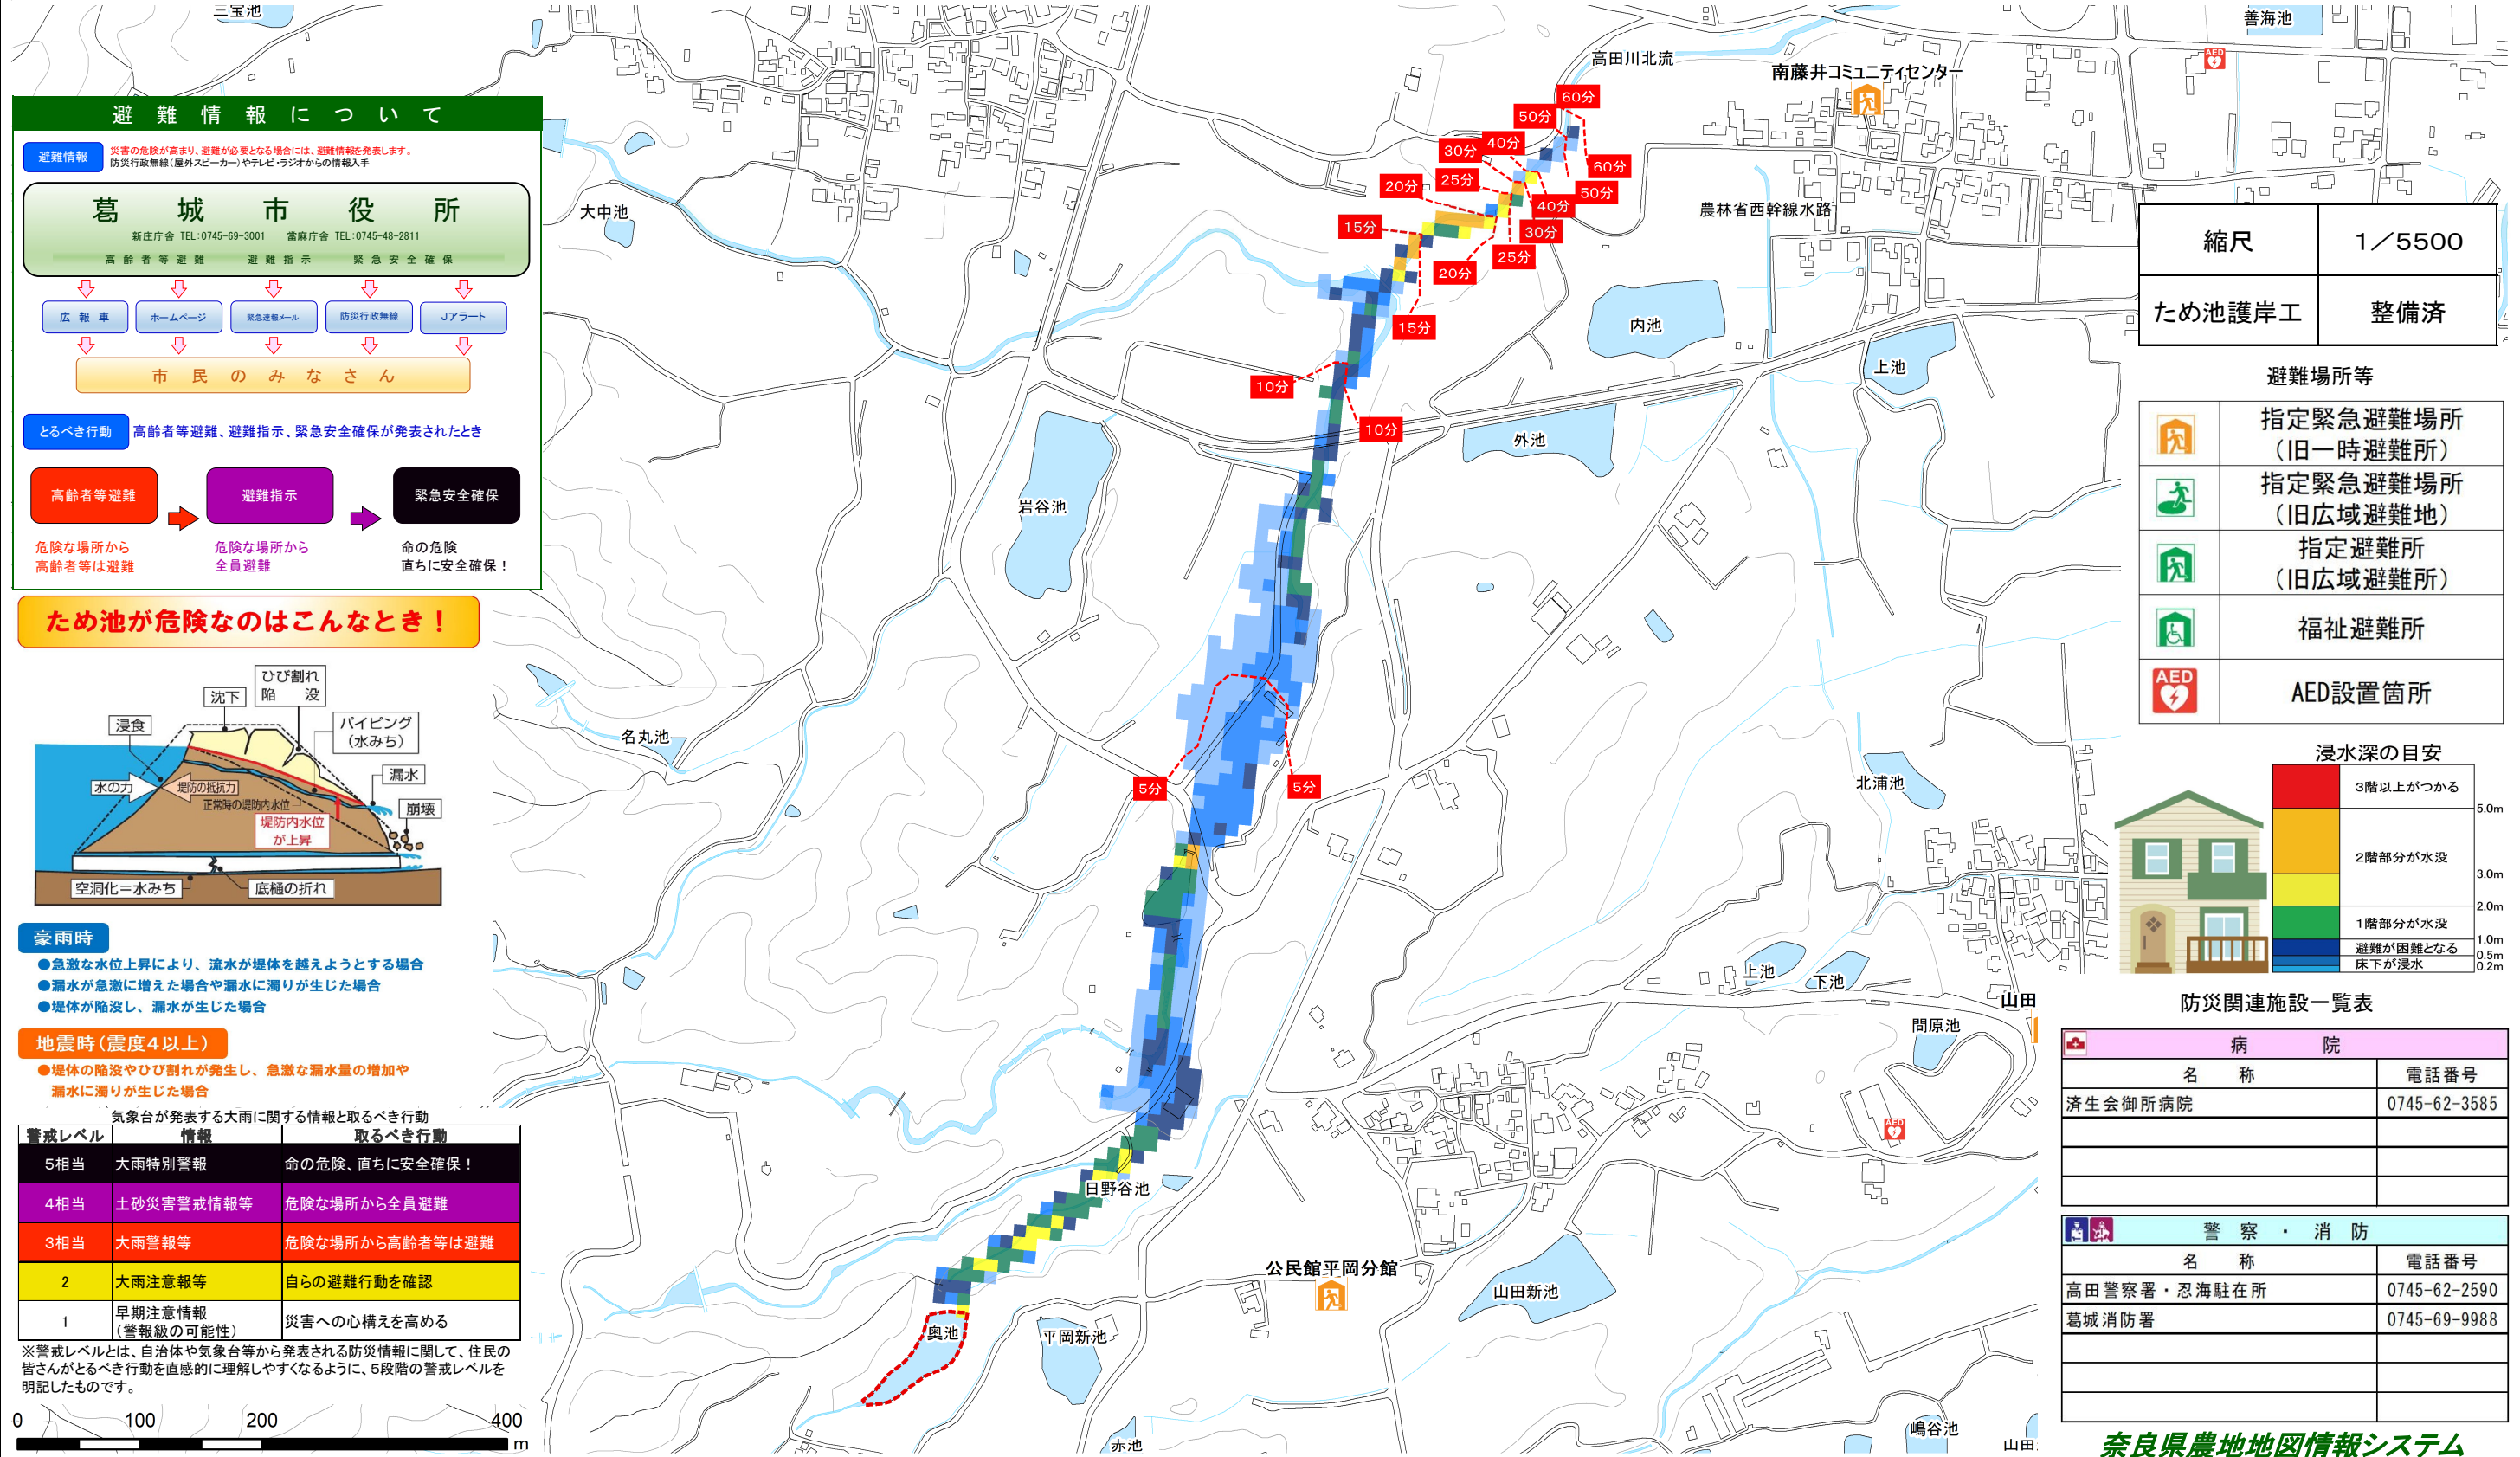 三宝池
善海池
高田川北流
南藤井コミュニティセンター
AED
避難情報について
避難情報
災害の危険が高まり、避難が必要となる場合には、避難情報を発表します。
防災行政無線(屋外スピーカー)やテレビ・ラジオからの情報入手
葛城市役所
新庄庁舎 TEL:0745-69-3001 當麻庁舎 TEL:0745-48-2811
高齢者等避難 避難指示 緊急安全確保
広報車
ホームページ
緊急速報メール
防災行政無線
Jアラート
市民のみなさん
とるべき行動
高齢者等避難、避難指示、緊急安全確保が発表されたとき
高齢者等避難
避難指示
緊急安全確保
危険な場所から
高齢者等は避難
危険な場所から
全員避難
命の危険
直ちに安全確保!
ため池が危険なのはこんなとき!
沈下
ひび割れ
陥 没
浸食
パイピング
(水みち)
漏水
水の力
堤防の抵抗力
正常時の堤防内水位
崩壊
堤防内水位
が上昇
空洞化=水みち
底樋の折れ
豪雨時
●急激な水位上昇により、流水が堤体を越えようとする場合
●漏水が急激に増えた場合や漏水に濁りが生じた場合
●堤体が陥没し、漏水が生じた場合
地震時(震度4以上)
●堤体の陥没やひび割れが発生し、急激な漏水量の増加や
漏水に濁りが生じた場合
気象台が発表する大雨に関する情報と取るべき行動
警戒レベル 情報 取るべき行動
5相当 大雨特別警報 命の危険、直ちに安全確保!
4相当 土砂災害警戒情報等 危険な場所から全員避難
3相当 大雨警報等 危険な場所から高齢者等は避難
2 大雨注意報等 自らの避難行動を確認
1 早期注意情報
(警報級の可能性) 災害への心構えを高める
※警戒レベルとは、自治体や気象台等から発表される防災情報に関して、住民の
皆さんがとるべき行動を直感的に理解しやすくなるように、5段階の警戒レベルを
明記したものです。
0 100 200 400
m
60分
50分
40分
30分
25分
20分
15分
60分
50分
40分
30分
25分
20分
15分
10分
10分
5分
5分
大中池
農林省西幹線水路
内池
上池
外池
岩谷池
名丸池
北浦池
上池
下池
山田
間原池
AED
日野谷池
公民館平岡分館
山田新池
奥池
平岡新池
赤池
嶋谷池
山田
縮尺 1/5500
ため池護岸工 整備済
避難場所等
指定緊急避難場所
(旧一時避難所)
指定緊急避難場所
(旧広域避難地)
指定避難所
(旧広域避難所)
福祉避難所
AED
AED設置箇所
浸水深の目安
3階以上がつかる
5.0m
2階部分が水没
3.0m
2.0m
1階部分が水没
1.0m
避難が困難となる
0.5m
床下が浸水
0.2m
防災関連施設一覧表
病院
名称 電話番号
済生会御所病院 0745-62-3585
警察・消防
名称 電話番号
高田警察署・忍海駐在所 0745-62-2590
葛城消防署 0745-69-9988
奈良県農地地図情報システム